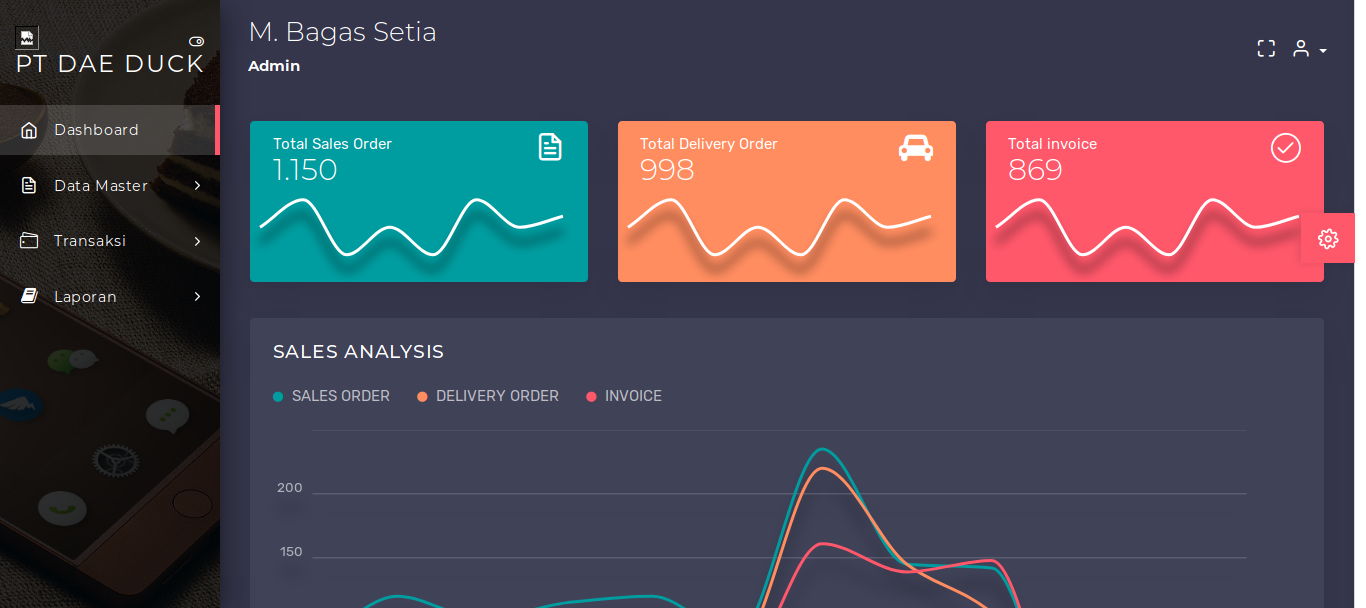 PT DAE DUCK
Dashboard
Data Master
Transaksi
Laporan
M. Bagas Setia
Admin
Total Sales Order
1.150
Total Delivery Order
998
Total invoice
869
SALES ANALYSIS
SALES ORDER DELIVERY ORDER INVOICE
200
150